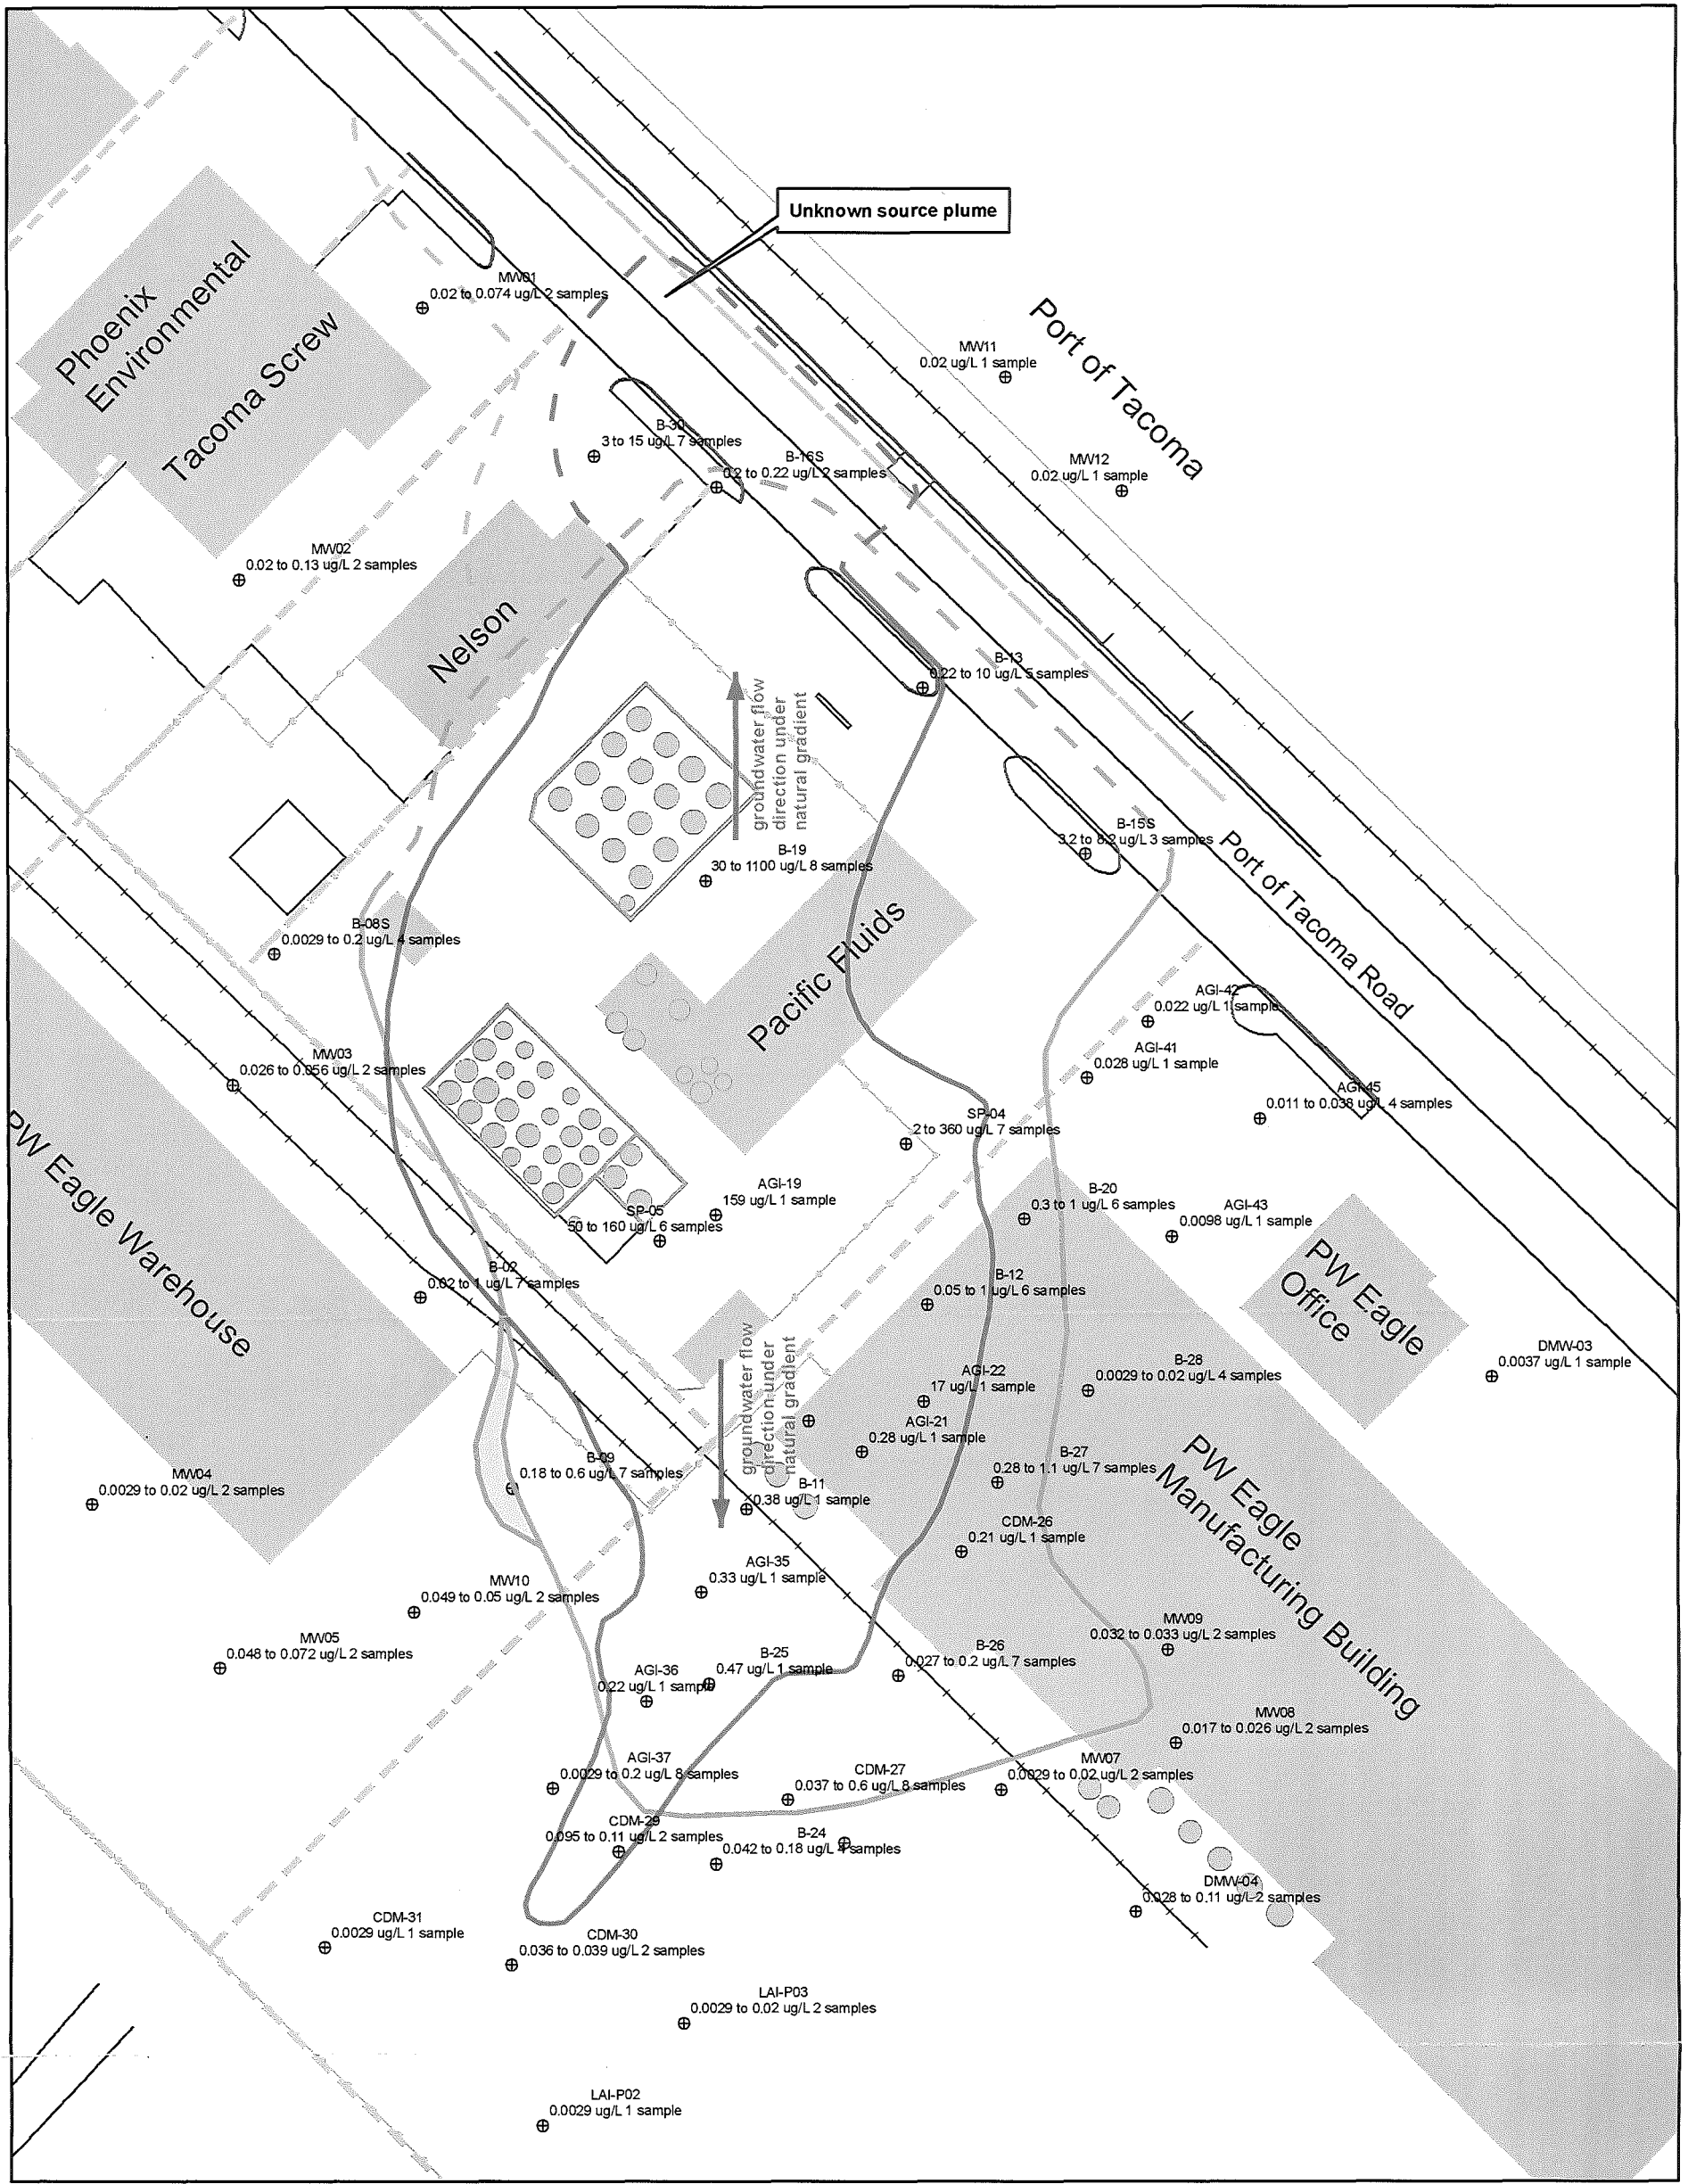 Unknown source plume
MW01
0.02 to 0.074 ug/L 2 samples
Phoenix
Environmental
Tacoma Screw
Port of Tacoma
MW11
0.02 ug/L 1 sample
B-30
3 to 15 ug/L 7 samples
B-16S
0.2 to 0.22 ug/L 2 samples
MW12
0.02 ug/L 1 sample
MW02
0.02 to 0.13 ug/L 2 samples
Nelson
B-13
0.22 to 10 ug/L 5 samples
groundwater flow
direction under
natural gradient
B-19
30 to 1100 ug/L 8 samples
B-15S
3.2 to 8.2 ug/L 3 samples
Port of Tacoma Road
B-08S
0.0029 to 0.2 ug/L 4 samples
Pacific Fluids
AGI-42
0.022 ug/L 1 sample
AGI-41
0.028 ug/L 1 sample
MW03
0.026 to 0.056 ug/L 2 samples
AGI-45
0.011 to 0.038 ug/L 4 samples
SP-04
2 to 360 ug/L 7 samples
PW Eagle Warehouse
AGI-19
159 ug/L 1 sample
SP-05
50 to 160 ug/L 6 samples
B-20
0.3 to 1 ug/L 6 samples
AGI-43
0.0098 ug/L 1 sample
PW Eagle
Office
B-02
0.02 to 1 ug/L 7 samples
B-12
0.05 to 1 ug/L 6 samples
groundwater flow
direction under
natural gradient
DMW-03
0.0037 ug/L 1 sample
B-28
0.0029 to 0.02 ug/L 4 samples
AGI-22
17 ug/L 1 sample
AGI-21
0.28 ug/L 1 sample
B-27
0.28 to 1.1 ug/L 7 samples
PW Eagle
Manufacturing Building
B-09
0.18 to 0.6 ug/L 7 samples
MW04
0.0029 to 0.02 ug/L 2 samples
B-11
0.38 ug/L 1 sample
CDM-26
0.21 ug/L 1 sample
AGI-35
0.33 ug/L 1 sample
MW10
0.049 to 0.05 ug/L 2 samples
MW05
0.048 to 0.072 ug/L 2 samples
MW09
0.032 to 0.033 ug/L 2 samples
B-26
0.027 to 0.2 ug/L 7 samples
B-25
0.47 ug/L 1 sample
AGI-36
0.22 ug/L 1 sample
MW08
0.017 to 0.026 ug/L 2 samples
AGI-37
0.0029 to 0.2 ug/L 8 samples
CDM-27
0.037 to 0.6 ug/L 8 samples
MW07
0.0029 to 0.02 ug/L 2 samples
CDM-29
0.095 to 0.11 ug/L 2 samples
B-24
0.042 to 0.18 ug/L 4 samples
DMW-04
0.028 to 0.11 ug/L 2 samples
CDM-31
0.0029 ug/L 1 sample
CDM-30
0.036 to 0.039 ug/L 2 samples
LAI-P03
0.0029 to 0.02 ug/L 2 samples
LAI-P02
0.0029 ug/L 1 sample